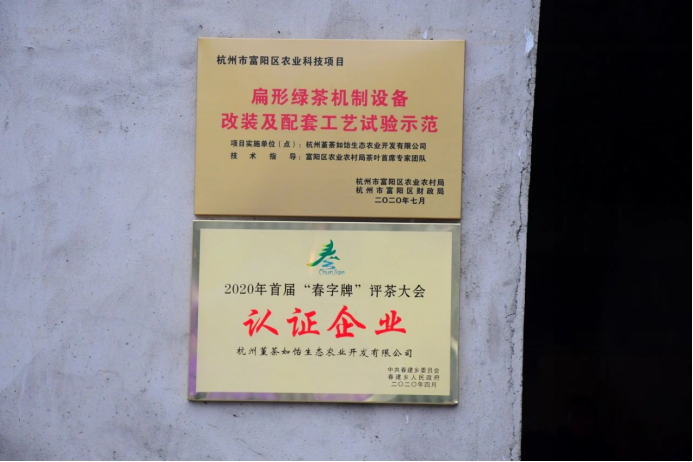 杭州市富阳区农业科技项目
扁形绿茶机制设备
改装及配套工艺试验示范
项目实施单位（点）：杭州堇茶如怡生态农业开发有限公司
技术指导：富阳区农业农村局茶叶首席专家团队
杭州市富阳区农业农村局
杭州市富阳区财政局
二〇二〇年七月
ChunJian
2020年首届“春字牌”评茶大会
认证企业
杭州堇茶如怡生态农业开发有限公司
中共春建乡委员会
春建乡人民政府
二〇二〇年四月